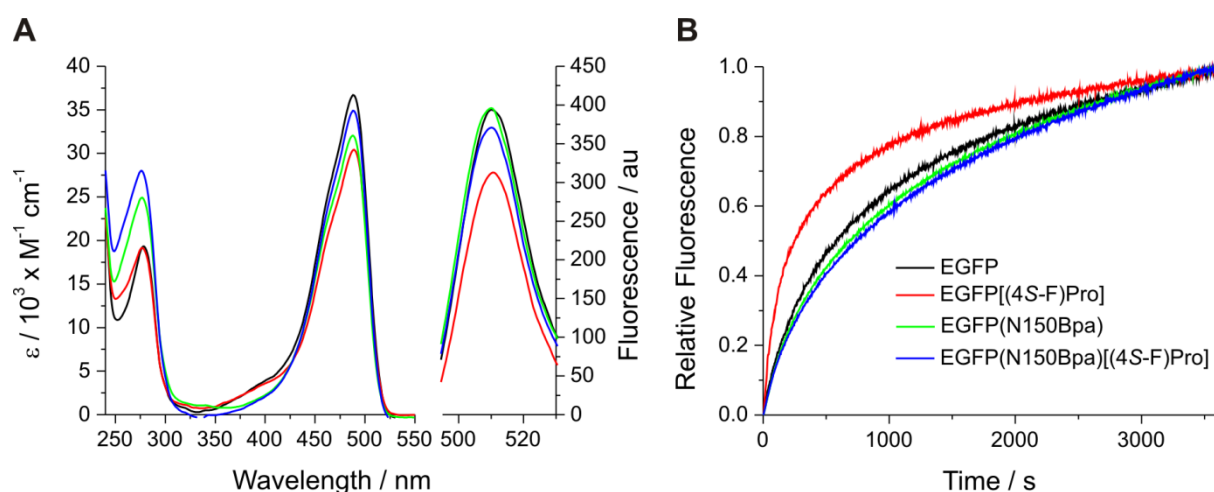 A
ε / 10³ x M⁻¹ cm⁻¹
40
35
30
25
20
15
10
5
0
250 300 350 400 450 500 550 500 520
Wavelength / nm
450
400
350
300
250
200
150
100
50
0
Fluorescence / au
B
Relative Fluorescence
1.0
0.8
0.6
0.4
0.2
0.0
EGFP
EGFP[(4S-F)Pro]
EGFP(N150Bpa)
EGFP(N150Bpa)[(4S-F)Pro]
0 1000 2000 3000
Time / s